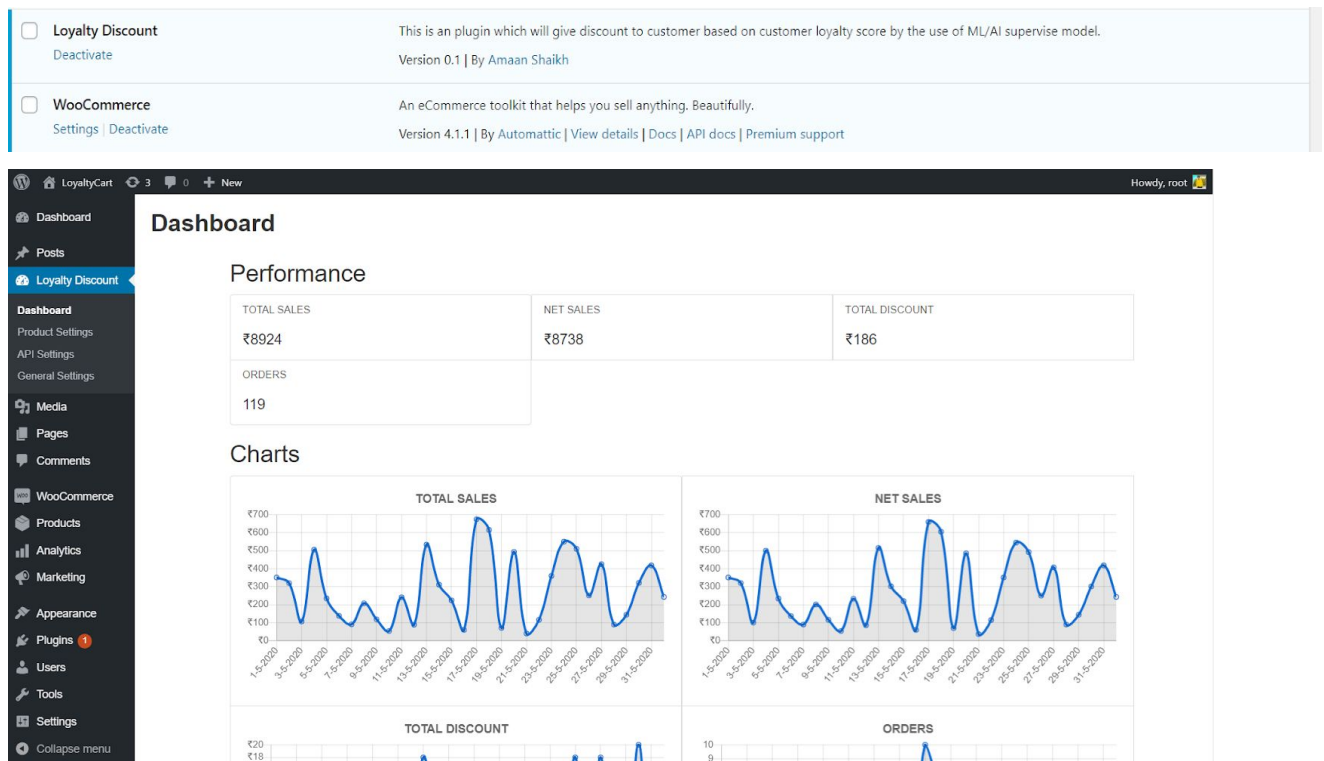 Loyalty Discount
Deactivate
This is an plugin which will give discount to customer based on customer loyalty score by the use of ML/AI supervise model.
Version 0.1 | By Amaan Shaikh
WooCommerce
Settings | Deactivate
An eCommerce toolkit that helps you sell anything. Beautifully.
Version 4.1.1 | By Automattic | View details | Docs | API docs | Premium support
LoyaltyCart 3 0 + New
Howdy, root
Dashboard
Posts
Loyalty Discount
Dashboard
Product Settings
API Settings
General Settings
Media
Pages
Comments
WooCommerce
Products
Analytics
Marketing
Appearance
Plugins 1
Users
Tools
Settings
Collapse menu
Dashboard
Performance
TOTAL SALES
₹8924
NET SALES
₹8738
TOTAL DISCOUNT
₹186
ORDERS
119
Charts
TOTAL SALES
₹700
₹600
₹500
₹400
₹300
₹200
₹100
₹0
1-5-2020 3-5-2020 5-5-2020 7-5-2020 9-5-2020 11-5-2020 13-5-2020 15-5-2020 17-5-2020 19-5-2020 21-5-2020 23-5-2020 25-5-2020 27-5-2020 29-5-2020 31-5-2020
NET SALES
₹700
₹600
₹500
₹400
₹300
₹200
₹100
₹0
1-5-2020 3-5-2020 5-5-2020 7-5-2020 9-5-2020 11-5-2020 13-5-2020 15-5-2020 17-5-2020 19-5-2020 21-5-2020 23-5-2020 25-5-2020 27-5-2020 29-5-2020 31-5-2020
TOTAL DISCOUNT
₹20
₹18
ORDERS
10
9